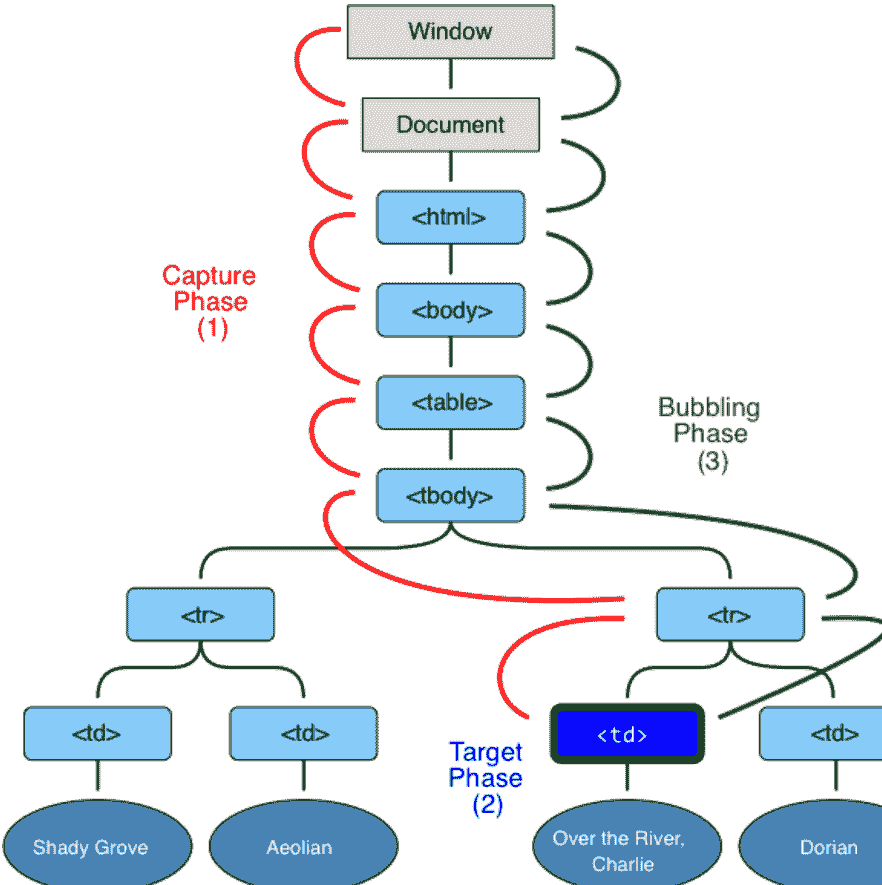 Window
Document
<html>
<body>
<table>
<tbody>
Capture
Phase
(1)
Bubbling
Phase
(3)
<tr>
<tr>
<td>
<td>
<td>
<td>
Target
Phase
(2)
Shady Grove
Aeolian
Over the River,
Charlie
Dorian